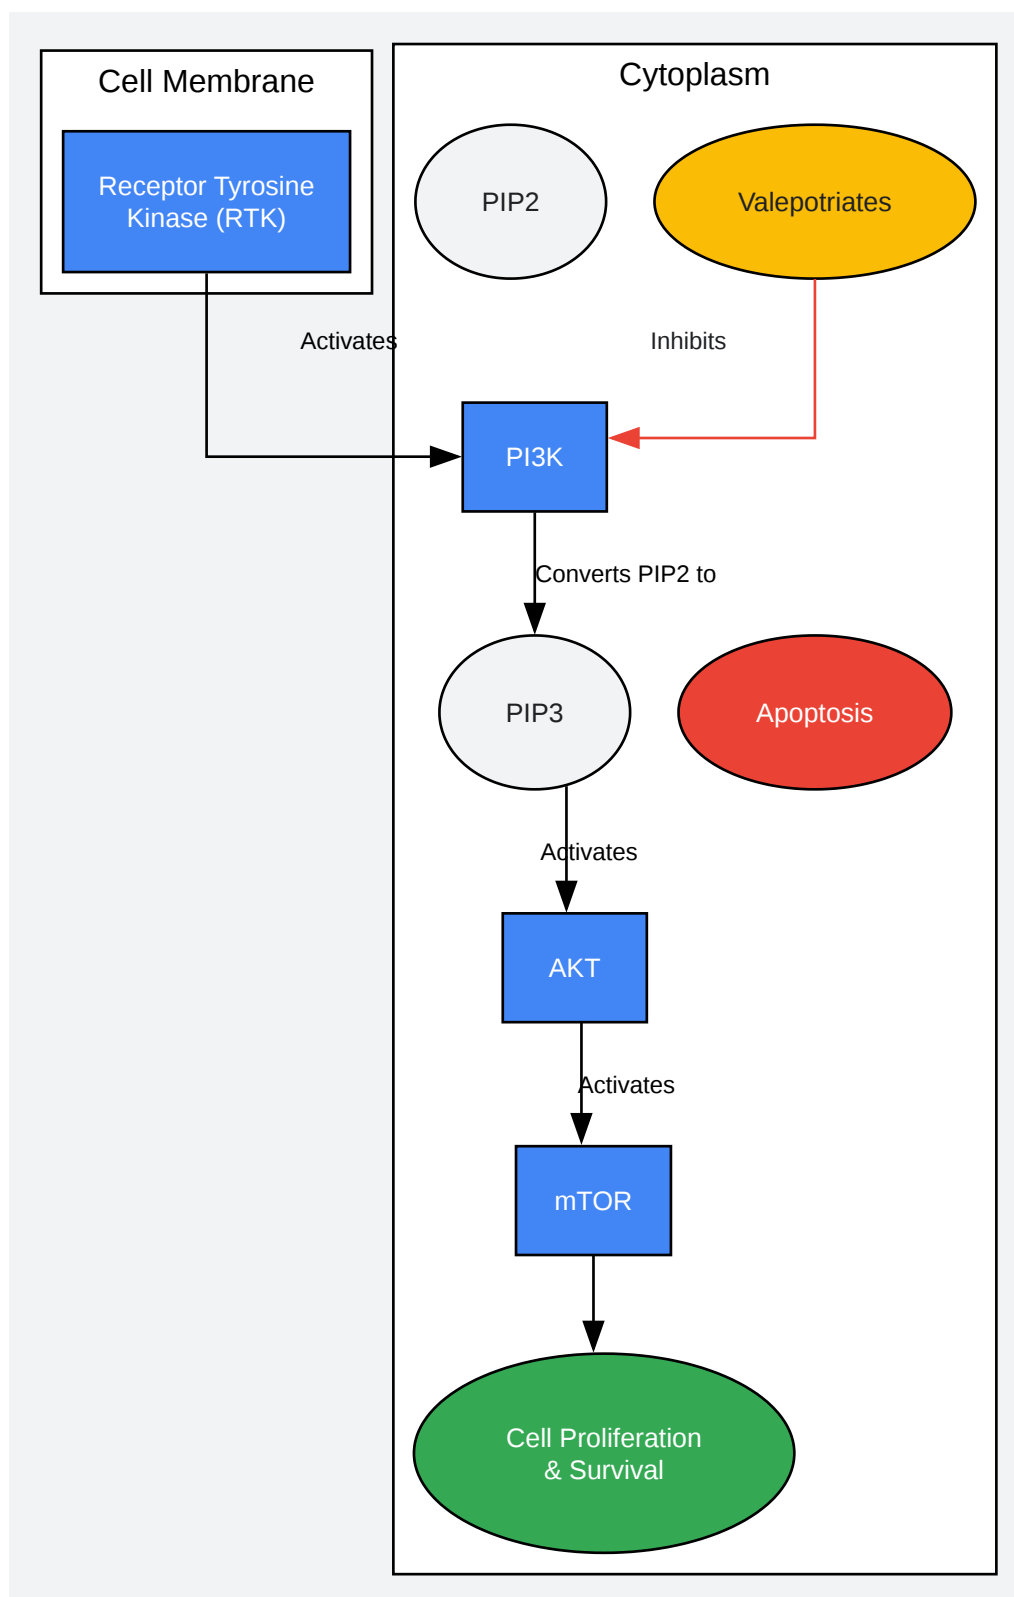 Cell Membrane
Cytoplasm
Receptor Tyrosine
Kinase (RTK)
PIP2
Valepotriates
Activates
Inhibits
PI3K
Converts PIP2 to
PIP3
Apoptosis
Activates
AKT
Activates
mTOR
Cell Proliferation
& Survival